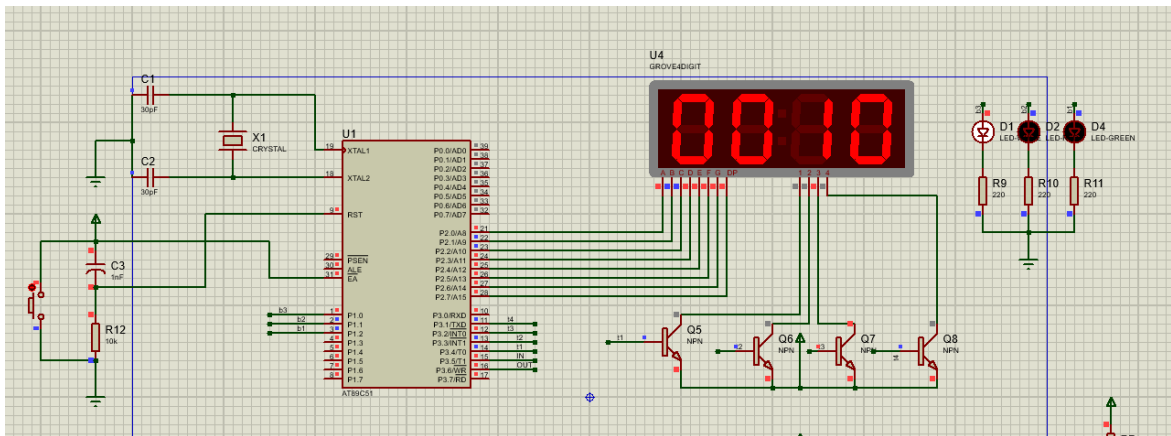 U4
GROVE4DIGIT
0010
A B C D E F G DP
1 2 3 4
C1
30pF
X1
CRYSTAL
C2
30pF
C3
1nF
R12
10k
U1
19 XTAL1
18 XTAL2
9 RST
29 PSEN
30 ALE
31 EA
b3 1 P1.0
b2 2 P1.1
b1 3 P1.2
4 P1.3
5 P1.4
6 P1.5
7 P1.6
8 P1.7
P0.0/AD0 39
P0.1/AD1 38
P0.2/AD2 37
P0.3/AD3 36
P0.4/AD4 35
P0.5/AD5 34
P0.6/AD6 33
P0.7/AD7 32
P2.0/A8 21
P2.1/A9 22
P2.2/A10 23
P2.3/A11 24
P2.4/A12 25
P2.5/A13 26
P2.6/A14 27
P2.7/A15 28
P3.0/RXD 10
P3.1/TXD 11 t4
P3.2/INT0 12 t3
P3.3/INT1 13 t2
P3.4/T0 14 t1
P3.5/T1 15 IN
P3.6/WR 16 OUT
P3.7/RD 17
AT89C51
t1
Q5
NPN
t2
Q6
NPN
t3
Q7
NPN
t4
Q8
NPN
b3
b2
b1
D1
LED-
D2
LED-
D4
LED-GREEN
R9
220
R10
220
R11
220